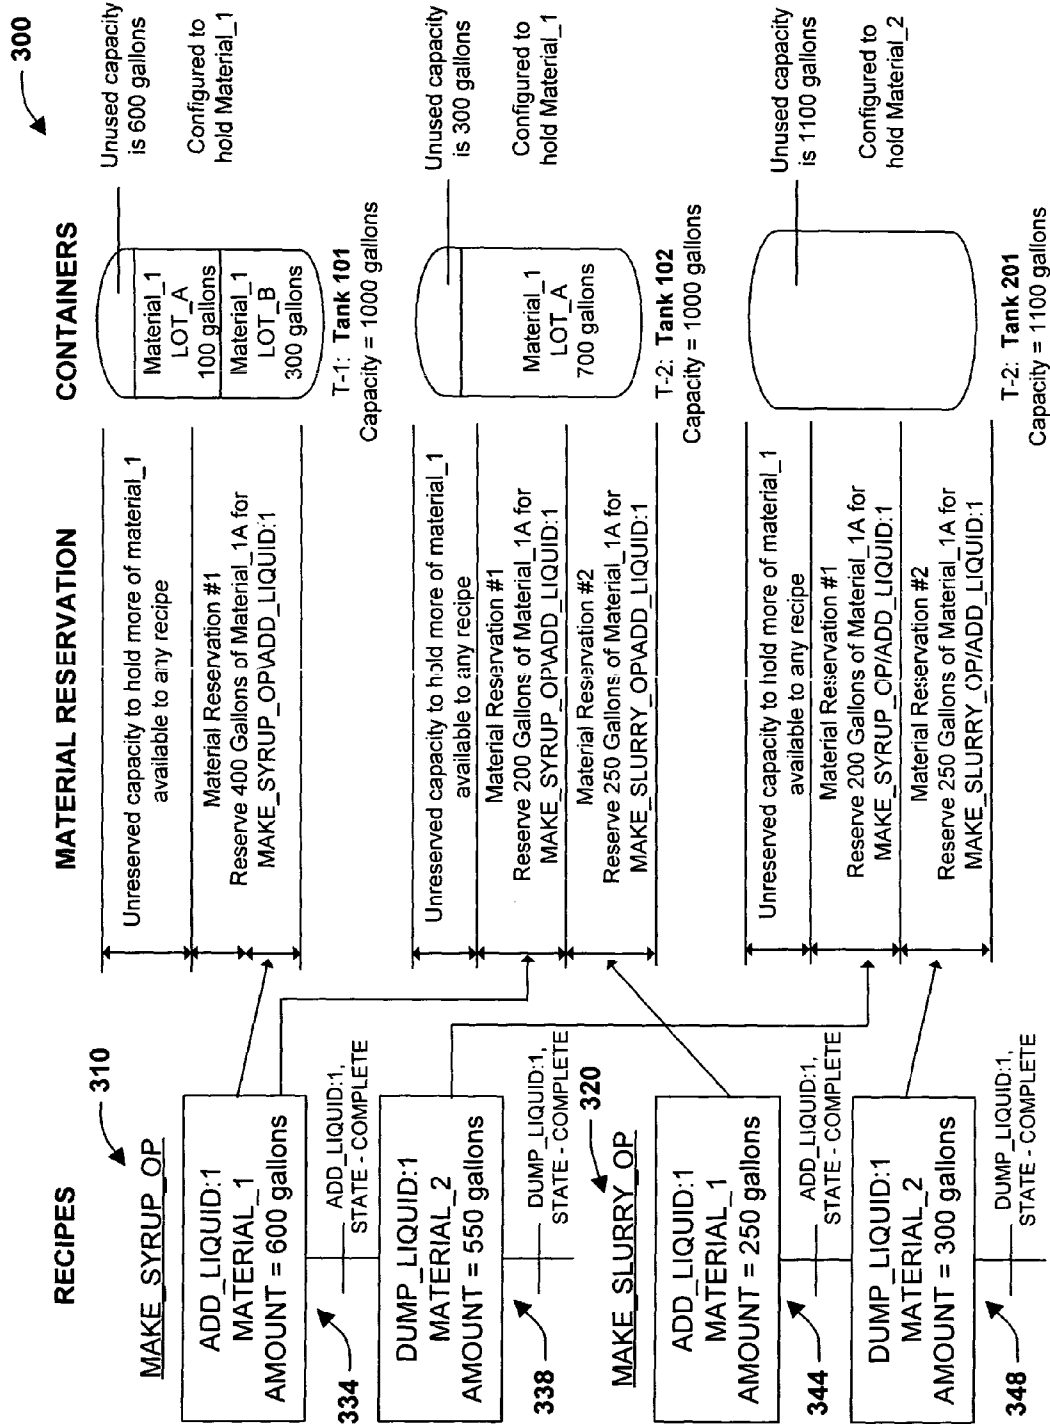 300
RECIPES
MATERIAL RESERVATION
CONTAINERS
310
MAKE_SYRUP_OP
ADD_LIQUID:1
MATERIAL_1
AMOUNT = 600 gallons
334
ADD_LIQUID:1,
STATE - COMPLETE
DUMP_LIQUID:1
MATERIAL_2
AMOUNT = 550 gallons
338
DUMP_LIQUID:1,
STATE - COMPLETE
320
MAKE_SLURRY_OP
ADD_LIQUID:1
MATERIAL_1
AMOUNT = 250 gallons
344
ADD_LIQUID:1,
STATE - COMPLETE
DUMP_LIQUID:1
MATERIAL_2
AMOUNT = 300 gallons
348
DUMP_LIQUID:1,
STATE - COMPLETE
Unreserved capacity to hold more of material_1
available to any recipe
Material Reservation #1
Reserve 400 Gallons of Material_1A for
MAKE_SYRUP_OP\ADD_LIQUID:1
Unreserved capacity to hold more of material_1
available to any recipe
Material Reservation #1
Reserve 200 Gallons of Material_1A for
MAKE_SYRUP_OP\ADD_LIQUID:1
Material Reservation #2
Reserve 250 Gallons of Material_1A for
MAKE_SLURRY_OP\ADD_LIQUID:1
Unreserved capacity to hold more of material_1
available to any recipe
Material Reservation #1
Reserve 200 Gallons of Material_1A for
MAKE_SYRUP_OP/ADD_LIQUID:1
Material Reservation #2
Reserve 250 Gallons of Material_1A for
MAKE_SLURRY_OP/ADD_LIQUID:1
Material_1
LOT_A
100 gallons
Material_1
LOT_B
300 gallons
T-1: Tank 101
Capacity = 1000 gallons
Unused capacity
is 600 gallons
Configured to
hold Material_1
Material_1
LOT_A
700 gallons
T-2: Tank 102
Capacity = 1000 gallons
Unused capacity
is 300 gallons
Configured to
hold Material_1
T-2: Tank 201
Capacity = 1100 gallons
Unused capacity
is 1100 gallons
Configured to
hold Material_2